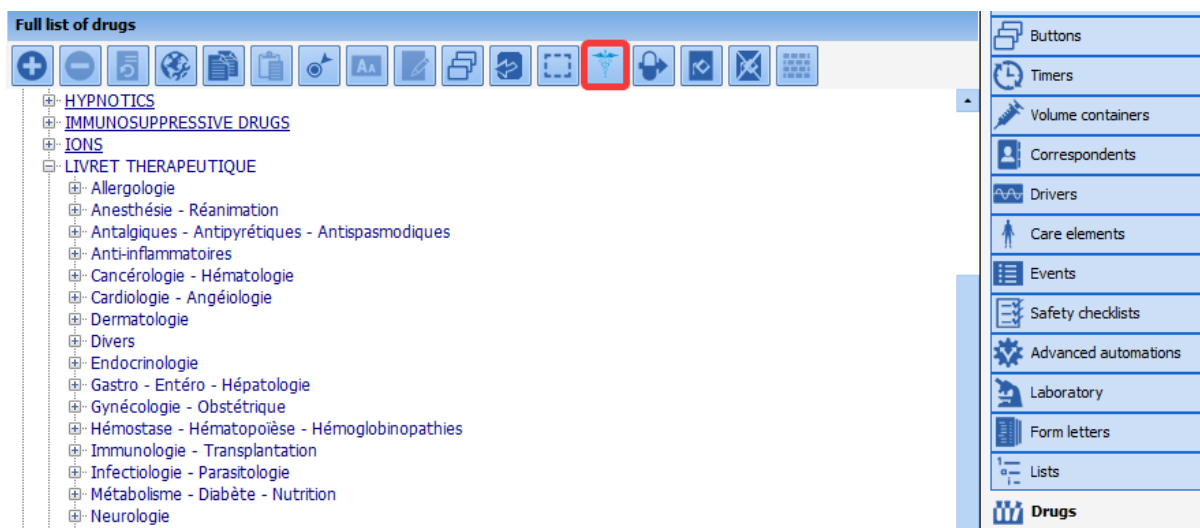 Full list of drugs
AA
HYPNOTICS
IMMUNOSUPPRESSIVE DRUGS
IONS
LIVRET THERAPEUTIQUE
Allergologie
Anesthésie - Réanimation
Antalgiques - Antipyrétiques - Antispasmodiques
Anti-inflammatoires
Cancérologie - Hématologie
Cardiologie - Angéiologie
Dermatologie
Divers
Endocrinologie
Gastro - Entéro - Hépatologie
Gynécologie - Obstétrique
Hémostase - Hématopoïèse - Hémoglobinopathies
Immunologie - Transplantation
Infectiologie - Parasitologie
Métabolisme - Diabète - Nutrition
Neurologie
Buttons
Timers
Volume containers
Correspondents
Drivers
Care elements
Events
Safety checklists
Advanced automations
Laboratory
Form letters
Lists
Drugs